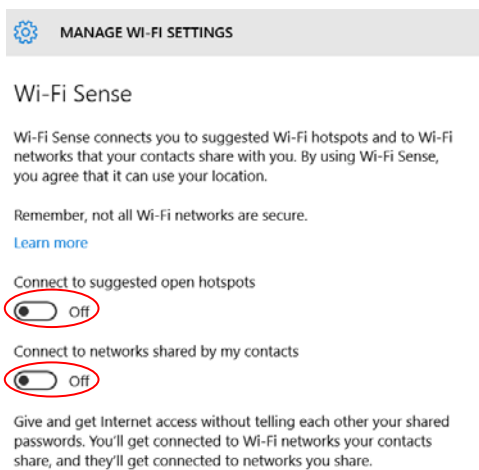 MANAGE WI-FI SETTINGS
Wi-Fi Sense
Wi-Fi Sense connects you to suggested Wi-Fi hotspots and to Wi-Fi
networks that your contacts share with you. By using Wi-Fi Sense,
you agree that it can use your location.
Remember, not all Wi-Fi networks are secure.
Learn more
Connect to suggested open hotspots
Off
Connect to networks shared by my contacts
Off
Give and get Internet access without telling each other your shared
passwords. You'll get connected to Wi-Fi networks your contacts
share, and they'll get connected to networks you share.